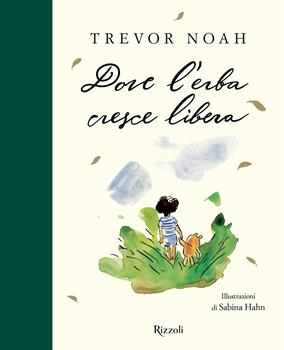 TREVOR NOAH
Dove l'erba
cresce libera
Illustrazioni
di Sabina Hahn
Rizzoli